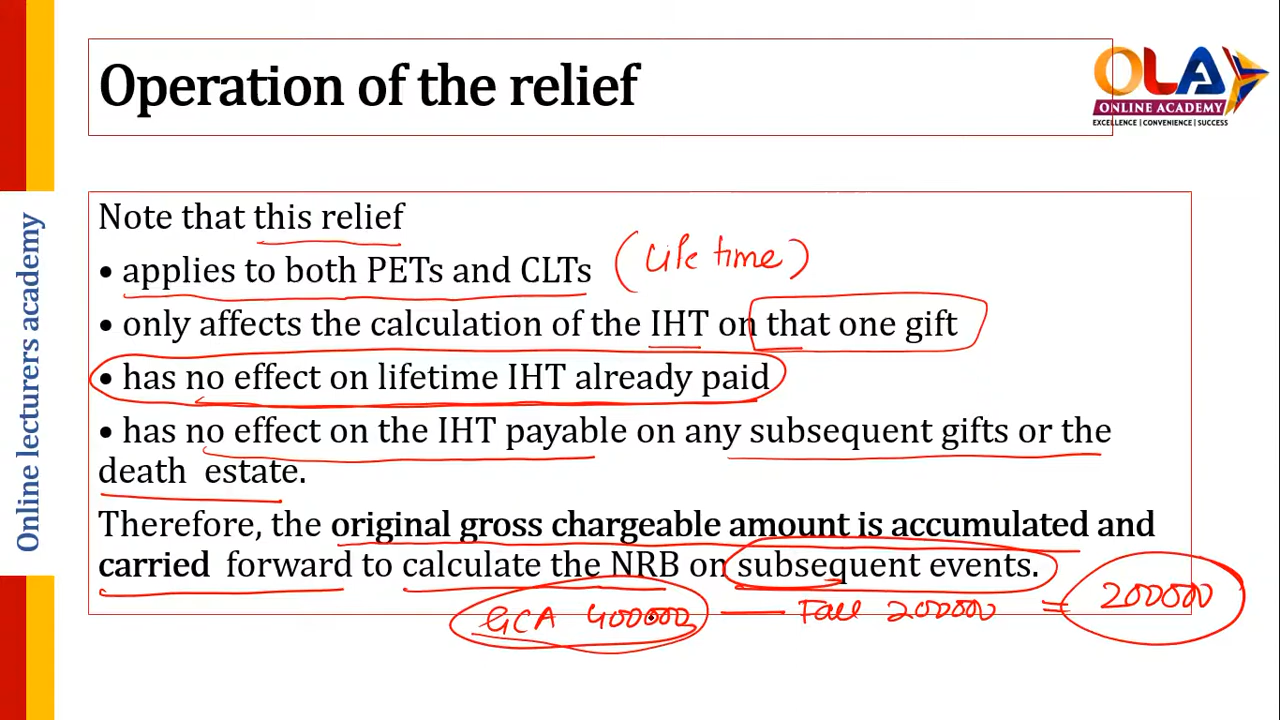 Operation of the relief
OLA
ONLINE ACADEMY
EXCELLENCE | CONVENIENCE | SUCCESS
Online lecturers academy
Note that this relief
• applies to both PETs and CLTs (Life time)
• only affects the calculation of the IHT on that one gift
• has no effect on lifetime IHT already paid
• has no effect on the IHT payable on any subsequent gifts or the
death estate.
Therefore, the original gross chargeable amount is accumulated and
carried forward to calculate the NRB on subsequent events.
GCA 400000 — Fall 200000 = 200000